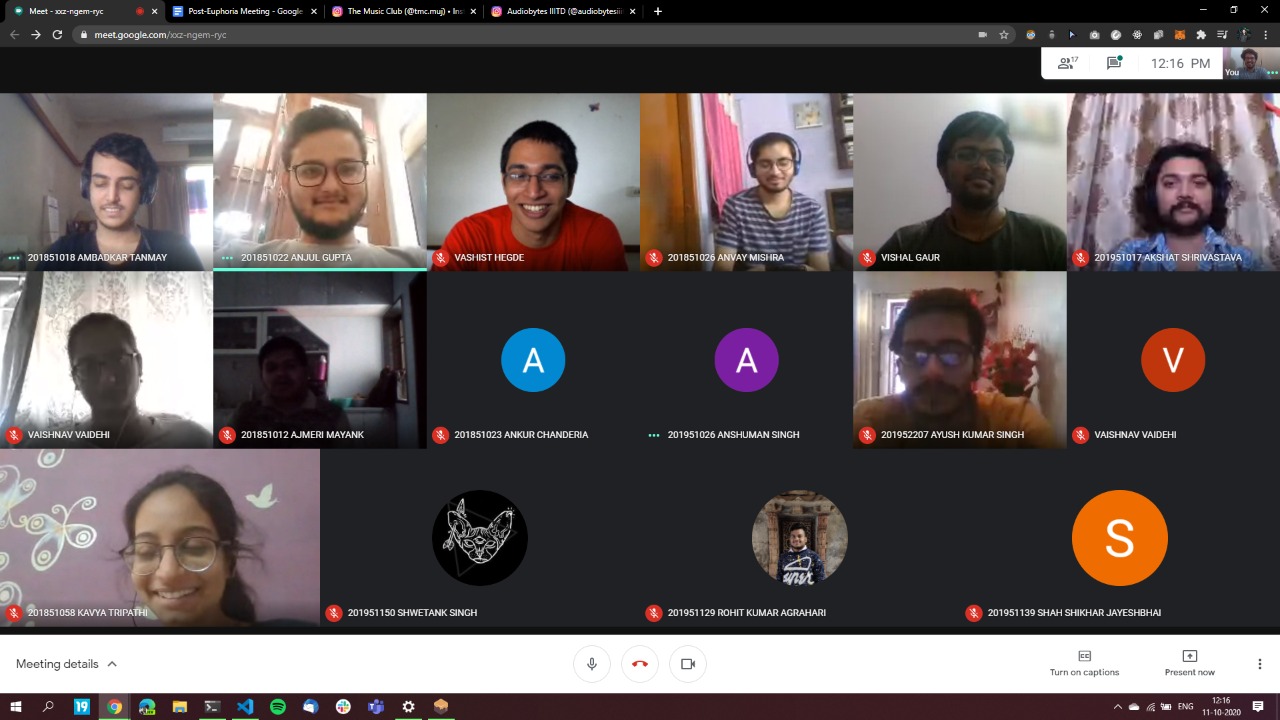 Meet - xxz-ngem-ryc
Post-Euphoria Meeting - Google
The Music Club (@tmc.muj) • Ins
Audiobytes IIITD (@audiobytesii
meet.google.com/xxz-ngem-ryc
17
12:16 PM
You
201851018 AMBADKAR TANMAY
201851022 ANJUL GUPTA
VASHIST HEGDE
201851026 ANVAY MISHRA
VISHAL GAUR
201951017 AKSHAT SHRIVASTAVA
VAISHNAV VAIDEHI
201851012 AJMERI MAYANK
A
201851023 ANKUR CHANDERIA
A
201951026 ANSHUMAN SINGH
201952207 AYUSH KUMAR SINGH
V
VAISHNAV VAIDEHI
201851058 KAVYA TRIPATHI
201951150 SHWETANK SINGH
201951129 ROHIT KUMAR AGRAHARI
S
201951139 SHAH SHIKHAR JAYESHBHAI
Meeting details
CC
Turn on captions
Present now
19
ENG
12:16
11-10-2020